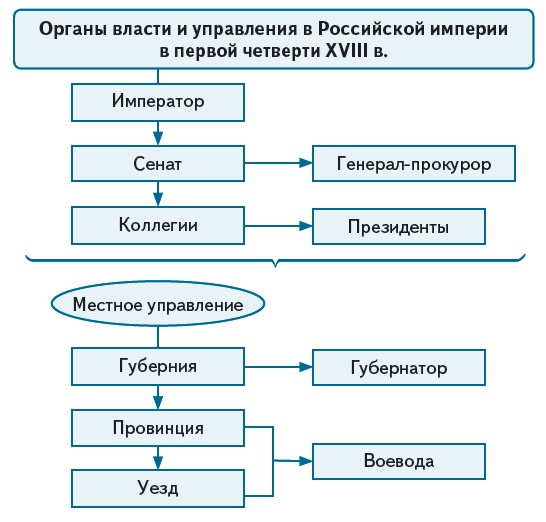 Органы власти и управления в Российской империи
в первой четверти XVIII в.
Император
Сенат
Генерал-прокурор
Коллегии
Президенты
Местное управление
Губерния
Губернатор
Провинция
Воевода
Уезд